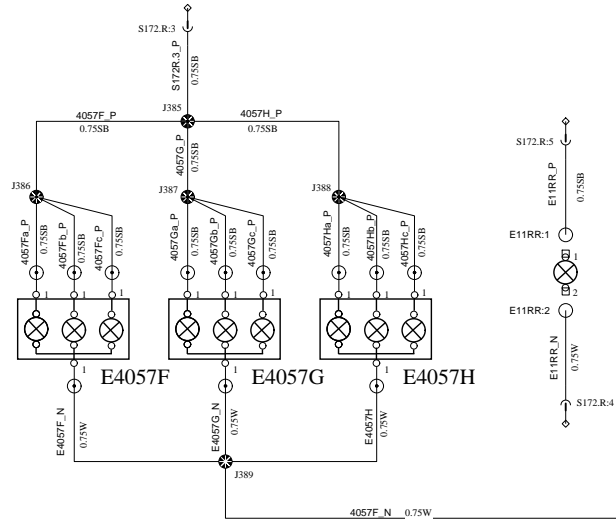 S172.R:3
S172R.3_P
0.75SB
J385
4057F_P
0.75SB
4057H_P
0.75SB
4057G_P
0.75SB
J386
J387
J388
4057Fa_P
0.75SB
4057Fb_P
0.75SB
4057Fc_P
0.75SB
4057Ga_P
0.75SB
4057Gb_P
0.75SB
4057Gc_P
0.75SB
4057Ha_P
0.75SB
4057Hb_P
0.75SB
4057Hc_P
0.75SB
1 1 1
1 1 1
1 1 1
E4057F
E4057G
E4057H
1
1
1
E4057F_N
0.75W
E4057G_N
0.75W
E4057H
0.75W
J389
4057F_N 0.75W
S172.R:5
E11RR_P
0.75SB
E11RR:1
1
2
E11RR:2
E11RR_N
0.75W
S172.R:4